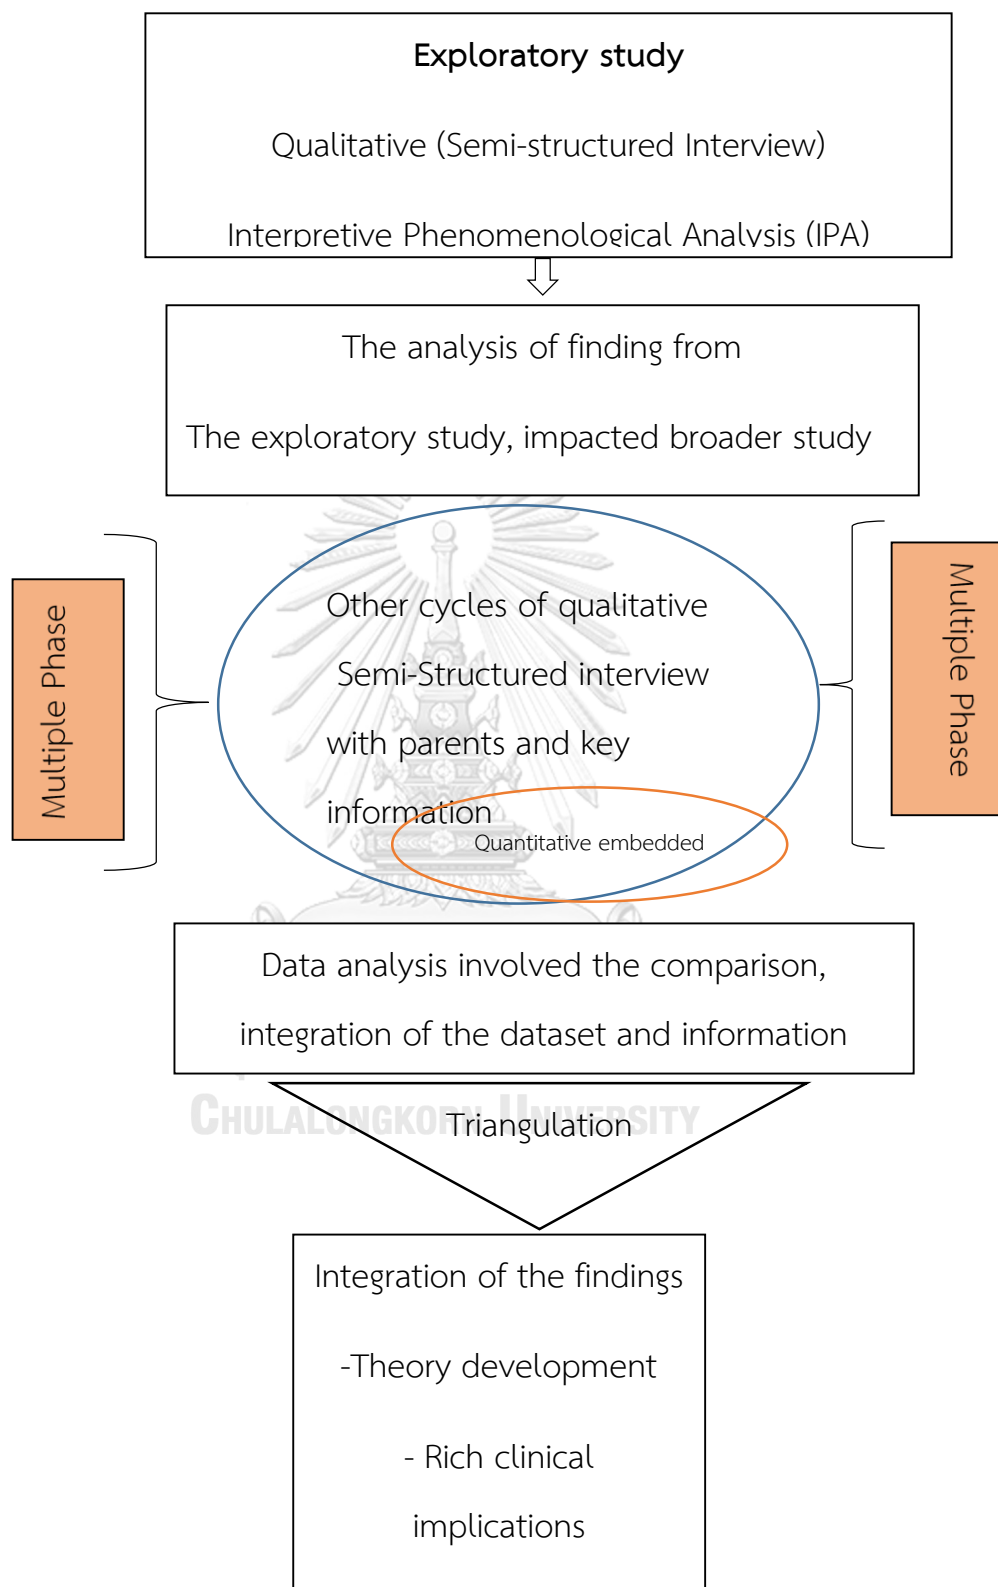 Exploratory study
Qualitative (Semi-structured Interview)
Interpretive Phenomenological Analysis (IPA)
The analysis of finding from
The exploratory study, impacted broader study
Multiple Phase
Other cycles of qualitative
Semi-Structured interview
with parents and key
information
Quantitative embedded
Multiple Phase
Data analysis involved the comparison,
integration of the dataset and information
CHULALONGKORN UNIVERSITY
Triangulation
Integration of the findings
-Theory development
- Rich clinical
implications